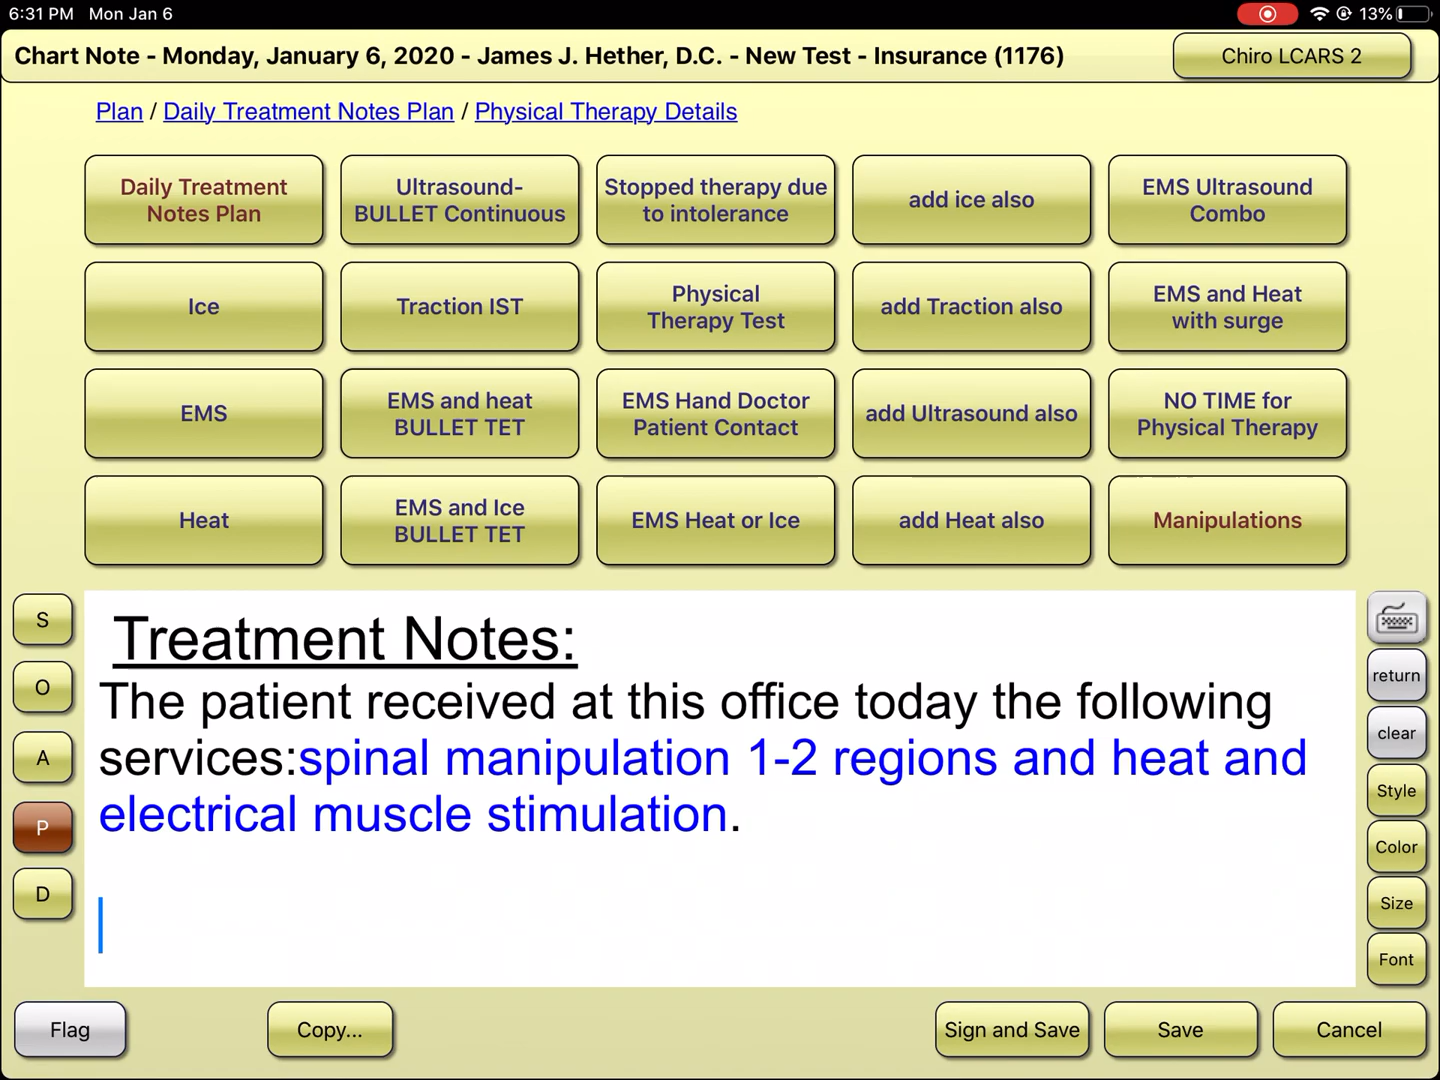 6:31 PM Mon Jan 6
13%
Chart Note - Monday, January 6, 2020 - James J. Hether, D.C. - New Test - Insurance (1176)
Chiro LCARS 2
Plan / Daily Treatment Notes Plan / Physical Therapy Details
Daily Treatment
Notes Plan
Ultrasound-
BULLET Continuous
Stopped therapy due
to intolerance
add ice also
EMS Ultrasound
Combo
Ice
Traction IST
Physical
Therapy Test
add Traction also
EMS and Heat
with surge
EMS
EMS and heat
BULLET TET
EMS Hand Doctor
Patient Contact
add Ultrasound also
NO TIME for
Physical Therapy
Heat
EMS and Ice
BULLET TET
EMS Heat or Ice
add Heat also
Manipulations
S
O
A
P
D
Treatment Notes:
The patient received at this office today the following
services:spinal manipulation 1-2 regions and heat and
electrical muscle stimulation.
return
clear
Style
Color
Size
Font
Flag
Copy...
Sign and Save
Save
Cancel